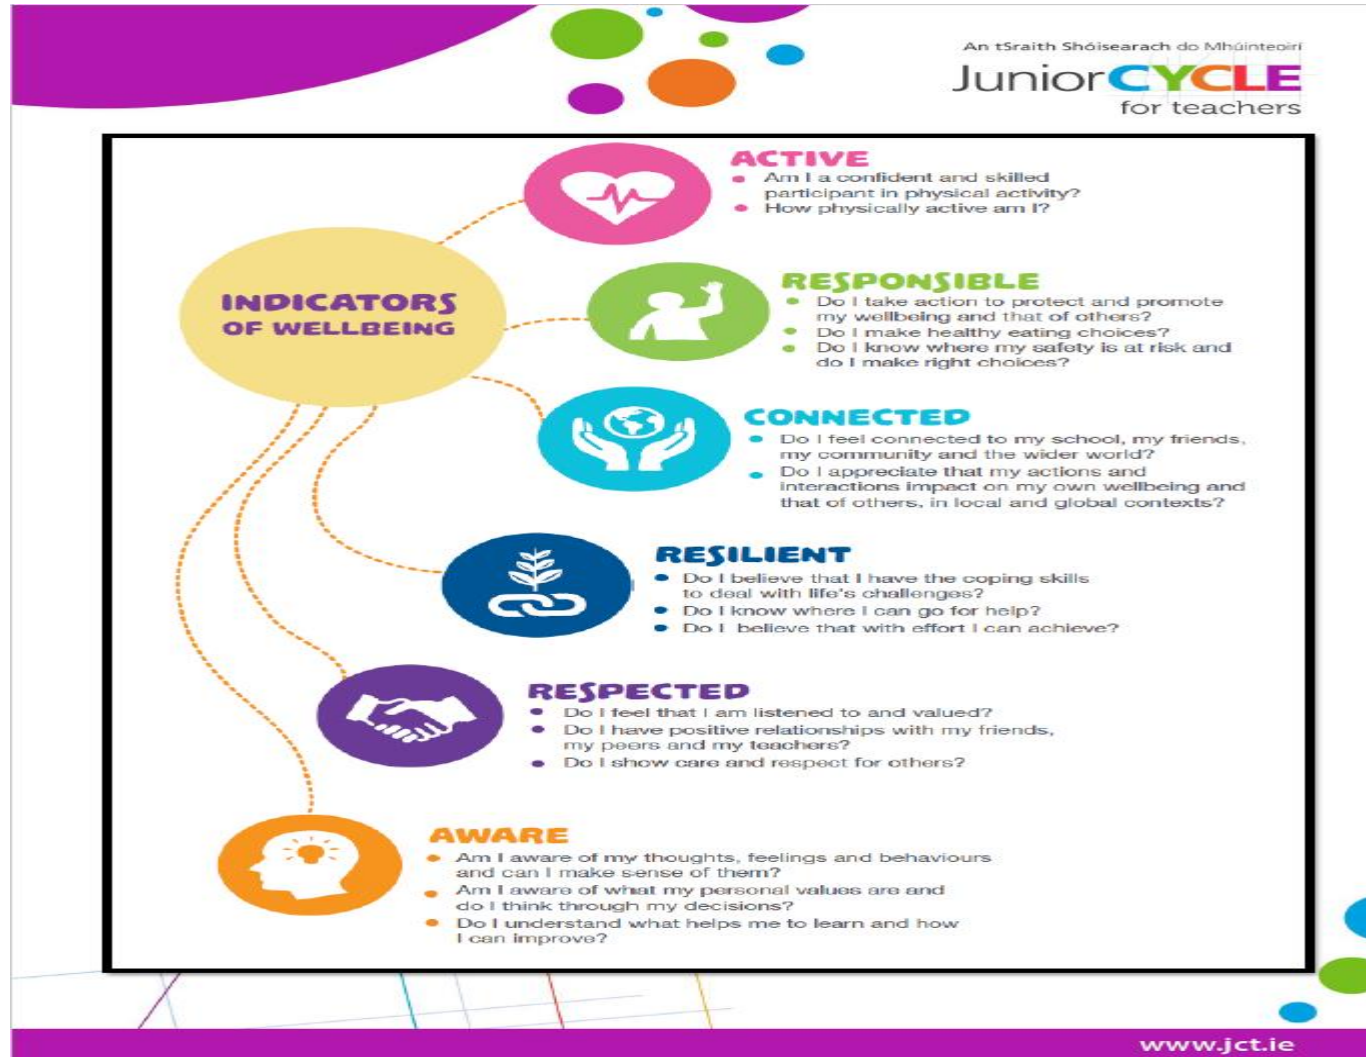 An tSraith Shóisearach do Mhúinteoirí
JuniorCYCLE
for teachers
INDICATORS
OF WELLBEING
ACTIVE
• Am I a confident and skilled
participant in physical activity?
• How physically active am I?
RESPONSIBLE
• Do I take action to protect and promote
my wellbeing and that of others?
• Do I make healthy eating choices?
• Do I know where my safety is at risk and
do I make right choices?
CONNECTED
• Do I feel connected to my school, my friends,
my community and the wider world?
• Do I appreciate that my actions and
interactions impact on my own wellbeing and
that of others, in local and global contexts?
RESILIENT
• Do I believe that I have the coping skills
to deal with life's challenges?
• Do I know where I can go for help?
• Do I believe that with effort I can achieve?
RESPECTED
• Do I feel that I am listened to and valued?
• Do I have positive relationships with my friends,
my peers and my teachers?
• Do I show care and respect for others?
AWARE
• Am I aware of my thoughts, feelings and behaviours
and can I make sense of them?
• Am I aware of what my personal values are and
do I think through my decisions?
• Do I understand what helps me to learn and how
I can improve?
www.jct.ie